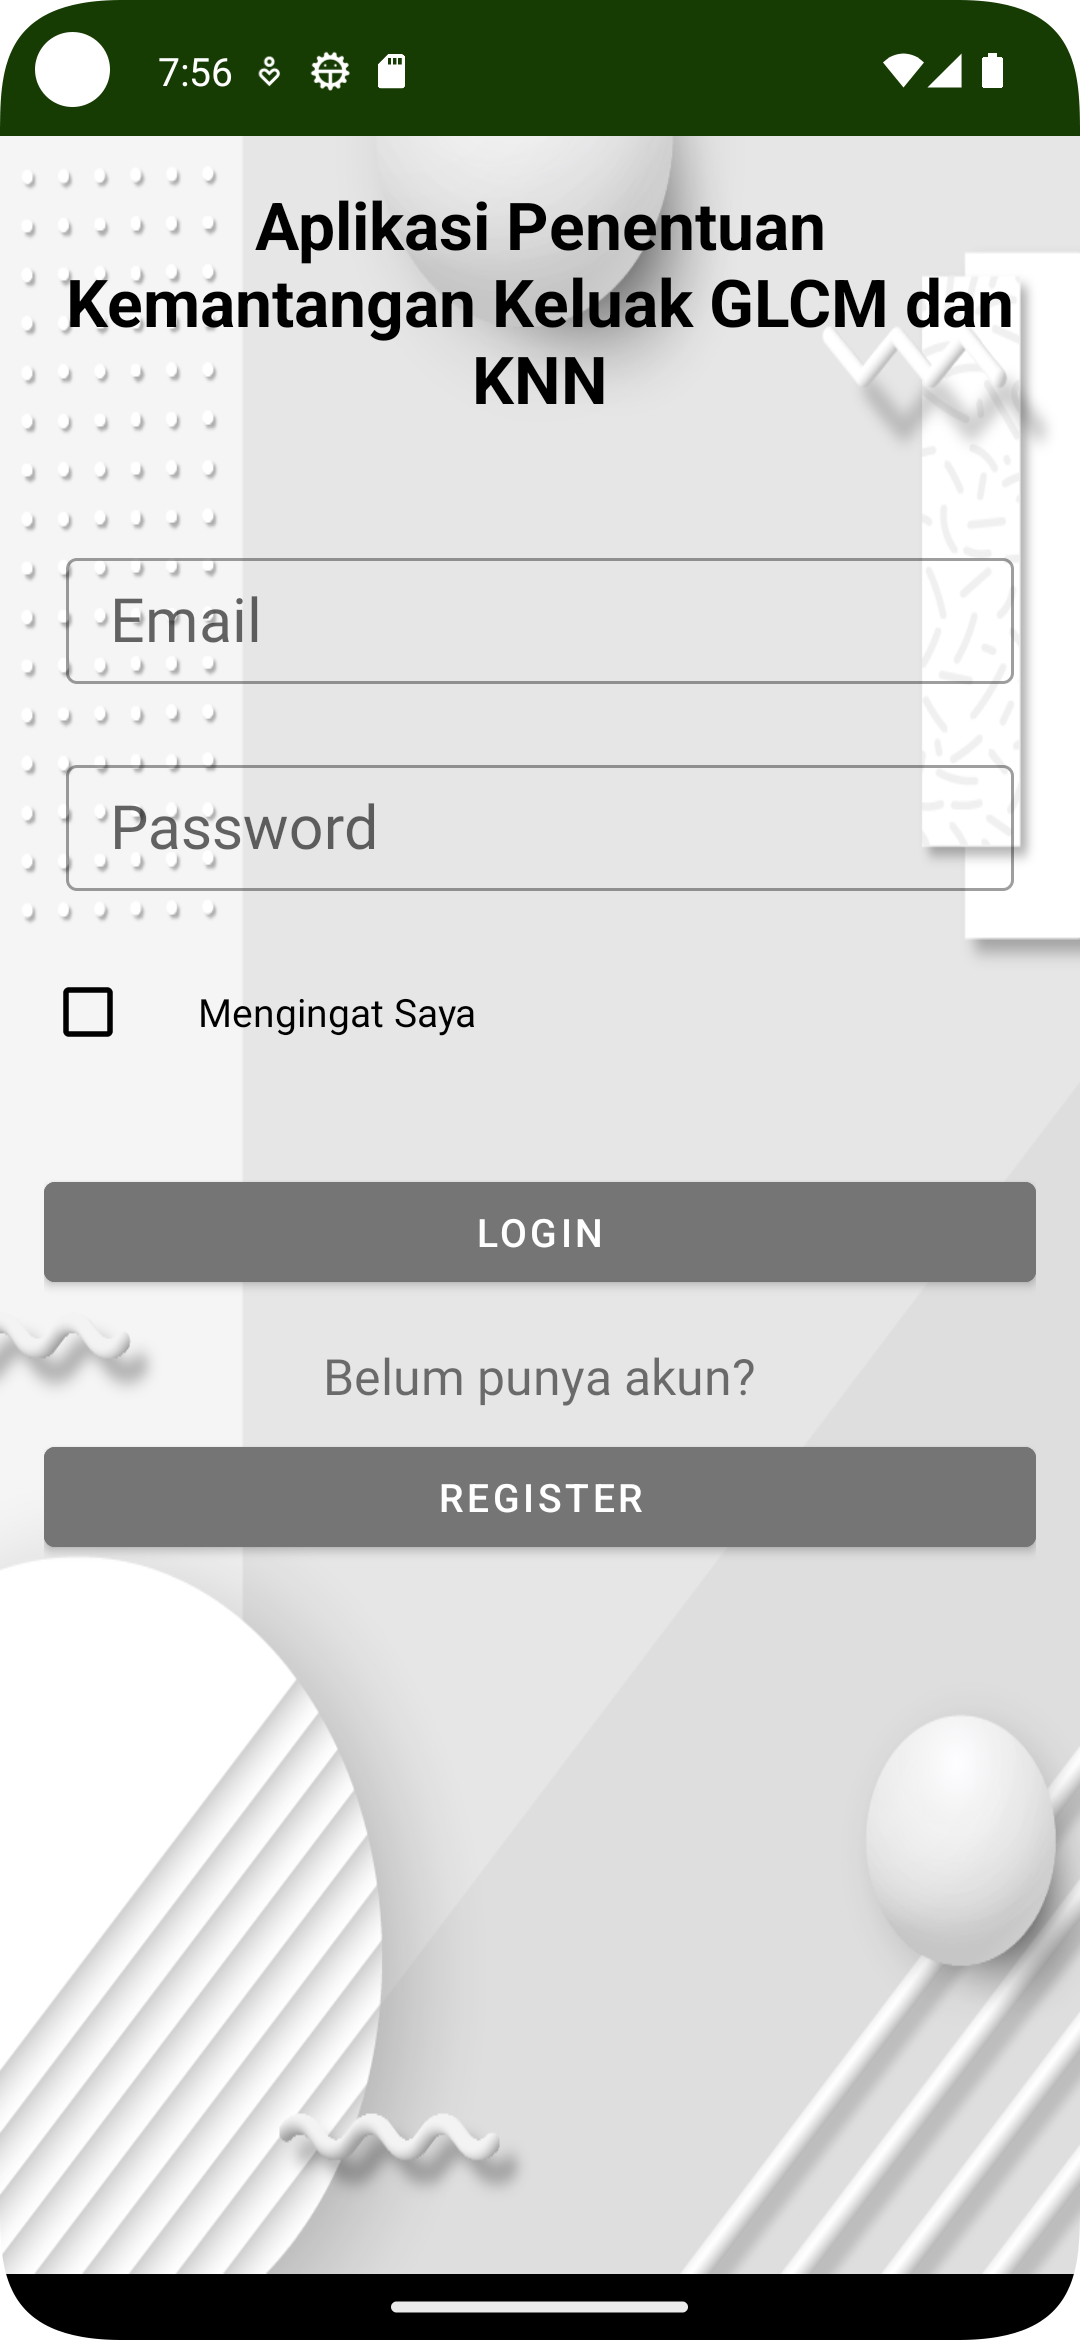 7:56
Aplikasi Penentuan
Kemantangan Keluak GLCM dan
KNN
Email
Password
Mengingat Saya
LOGIN
Belum punya akun?
REGISTER